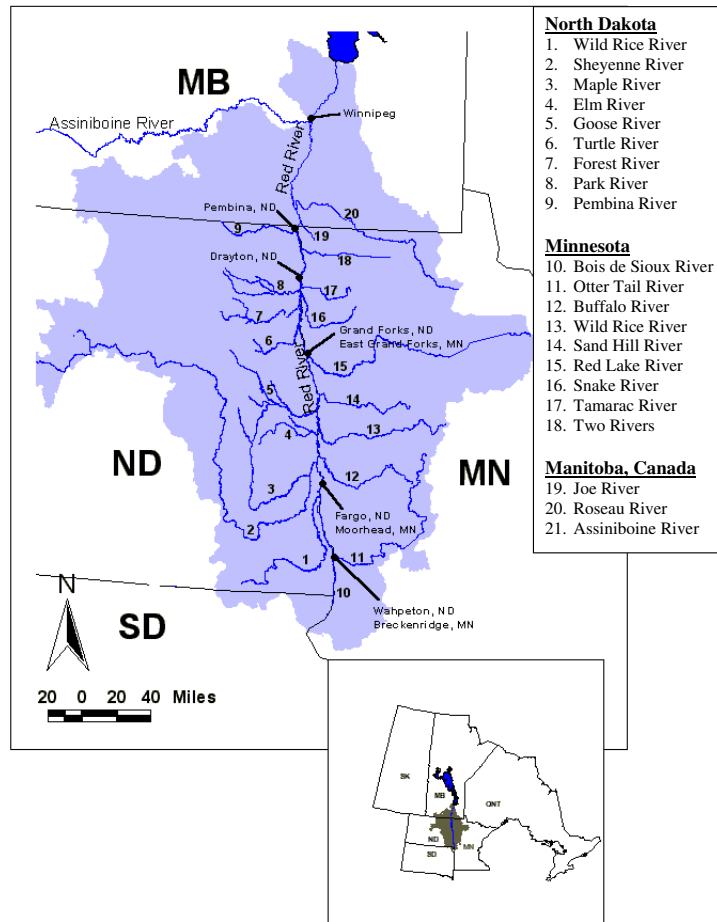 MB
Assiniboine River
Winnipeg
Red River
Pembina, ND
20
9
19
18
Drayton, ND
8
17
7
16
Grand Forks, ND
East Grand Forks, MN
6
15
Red River
5
14
4
13
ND
MN
12
3
Fargo, ND
Moorhead, MN
2
1
11
10
N
Wahpeton, ND
Breckenridge, MN
SD
20 0 20 40 Miles
North Dakota
1. Wild Rice River
2. Sheyenne River
3. Maple River
4. Elm River
5. Goose River
6. Turtle River
7. Forest River
8. Park River
9. Pembina River
Minnesota
10. Bois de Sioux River
11. Otter Tail River
12. Buffalo River
13. Wild Rice River
14. Sand Hill River
15. Red Lake River
16. Snake River
17. Tamarac River
18. Two Rivers
Manitoba, Canada
19. Joe River
20. Roseau River
21. Assiniboine River
SK
MB
ONT
ND
MN
SD